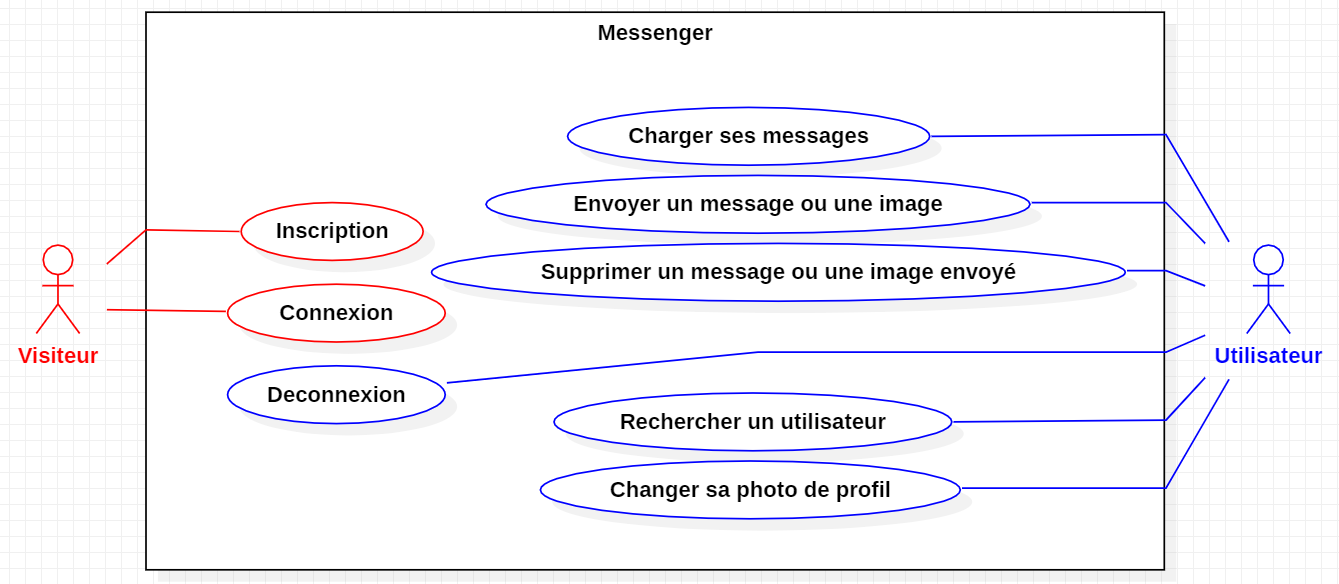 Messenger
Charger ses messages
Envoyer un message ou une image
Inscription
Supprimer un message ou une image envoyé
Connexion
Visiteur
Utilisateur
Deconnexion
Rechercher un utilisateur
Changer sa photo de profil